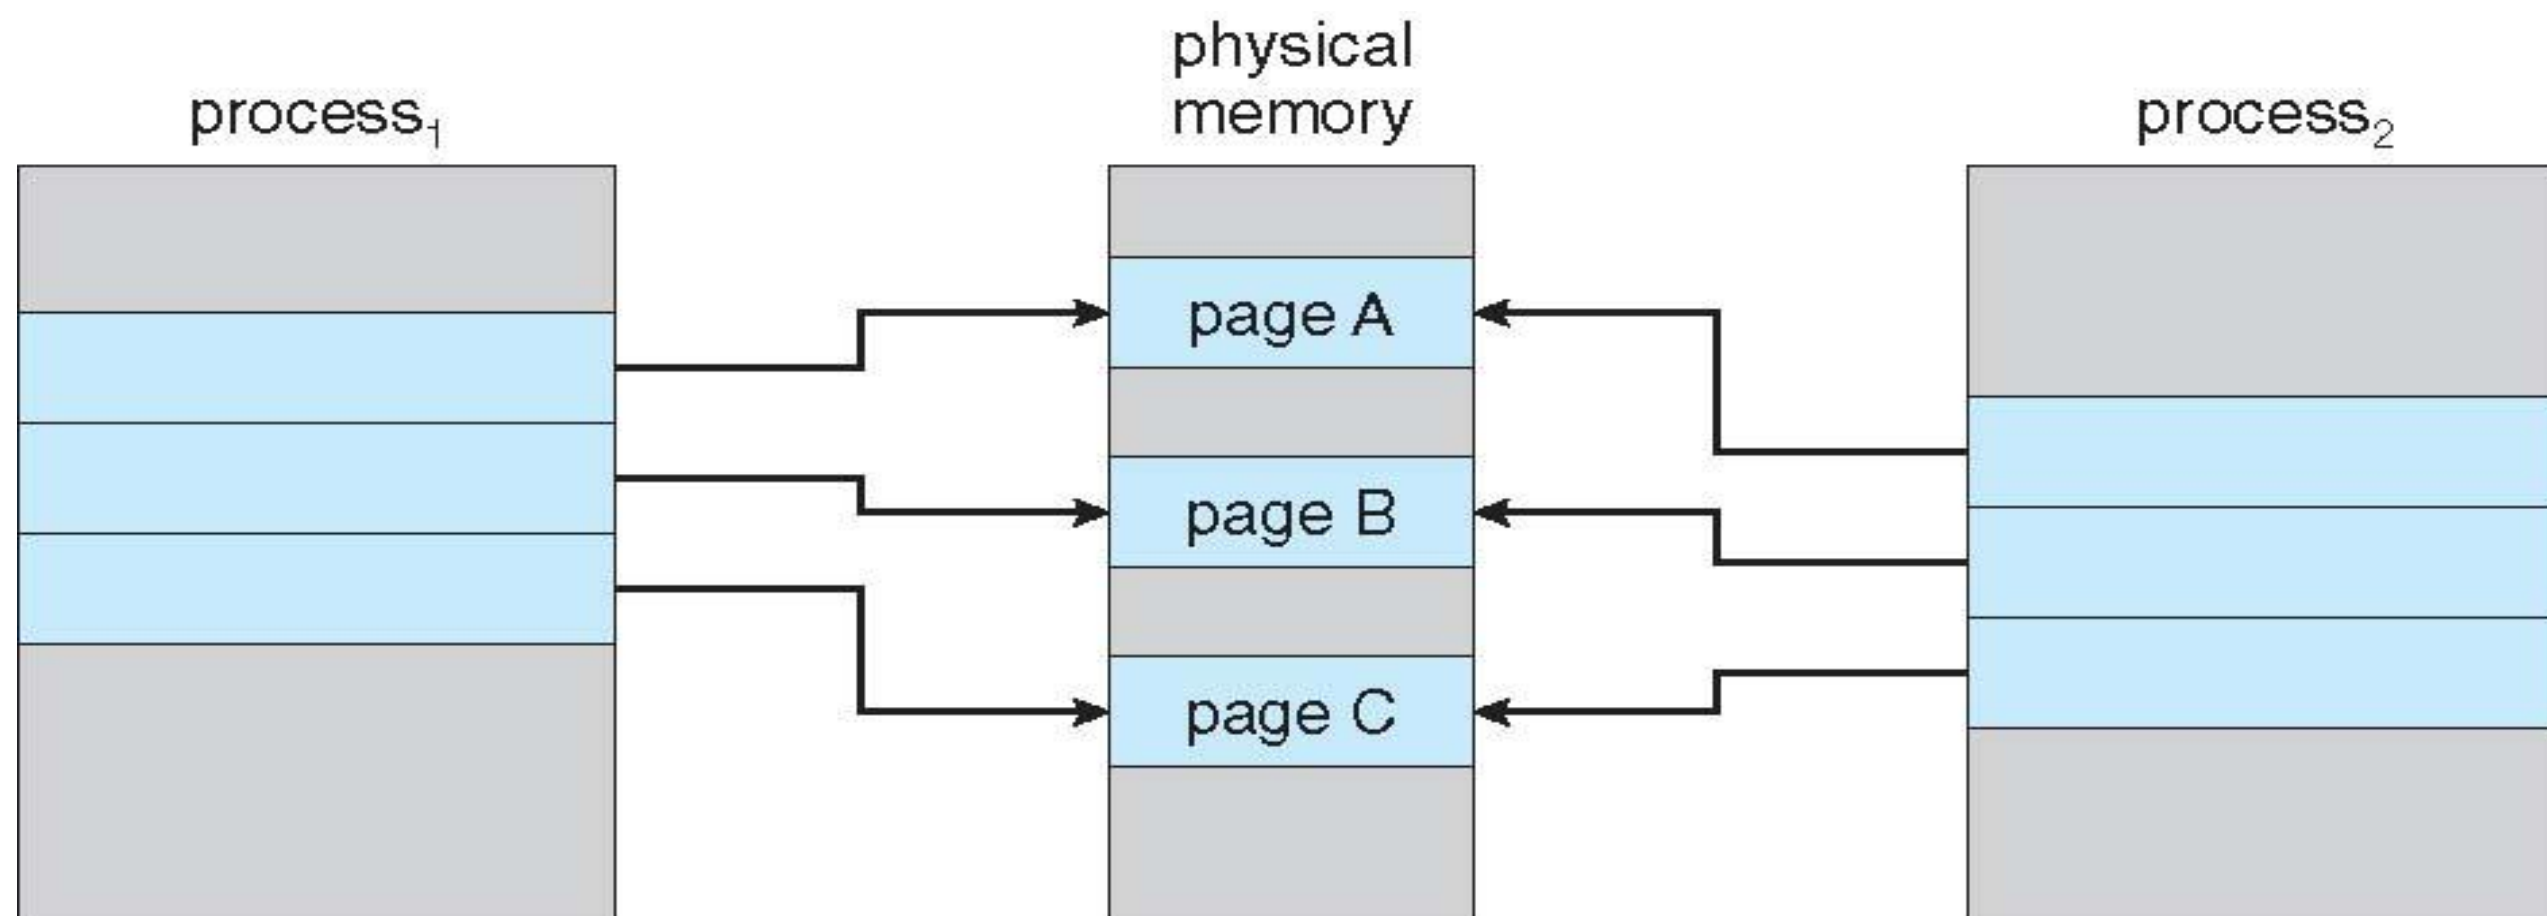 physical
memory
process₁
process₂
page A
page B
page C